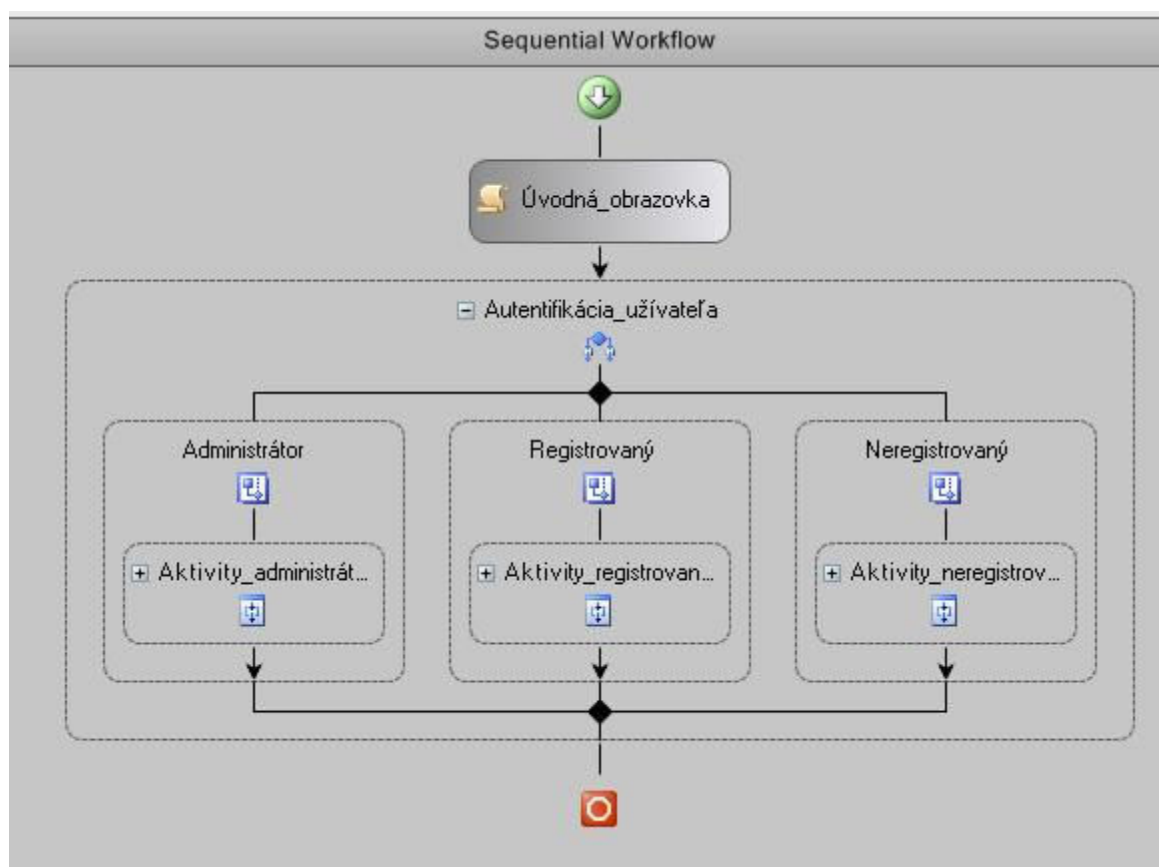 Sequential Workflow
Úvodná_obrazovka
Autentifikácia_užívateľa
Administrátor
Registrovaný
Neregistrovaný
Aktivity_administrát...
Aktivity_registrovan...
Aktivity_neregistrov...